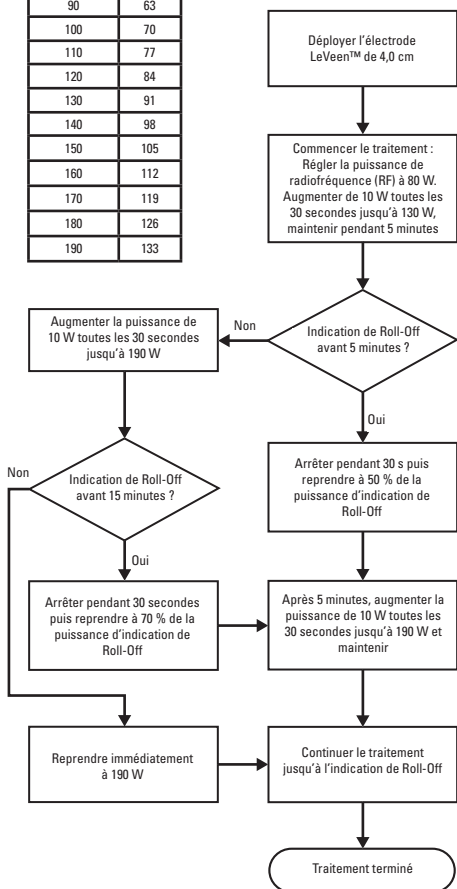 90 63
100 70
110 77
120 84
130 91
140 98
150 105
160 112
170 119
180 126
190 133
Déployer l'électrode
LeVeen™ de 4,0 cm
Commencer le traitement :
Régler la puissance de
radiofréquence (RF) à 80 W.
Augmenter de 10 W toutes les
30 secondes jusqu'à 130 W,
maintenir pendant 5 minutes
Indication de Roll-Off
avant 5 minutes ?
Non
Augmenter la puissance de
10 W toutes les 30 secondes
jusqu'à 190 W
Oui
Arrêter pendant 30 s puis
reprendre à 50 % de la
puissance d'indication de
Roll-Off
Non
Indication de Roll-Off
avant 15 minutes ?
Oui
Arrêter pendant 30 secondes
puis reprendre à 70 % de la
puissance d'indication de
Roll-Off
Après 5 minutes, augmenter la
puissance de 10 W toutes les
30 secondes jusqu'à 190 W et
maintenir
Reprendre immédiatement
à 190 W
Continuer le traitement
jusqu'à l'indication de Roll-Off
Traitement terminé